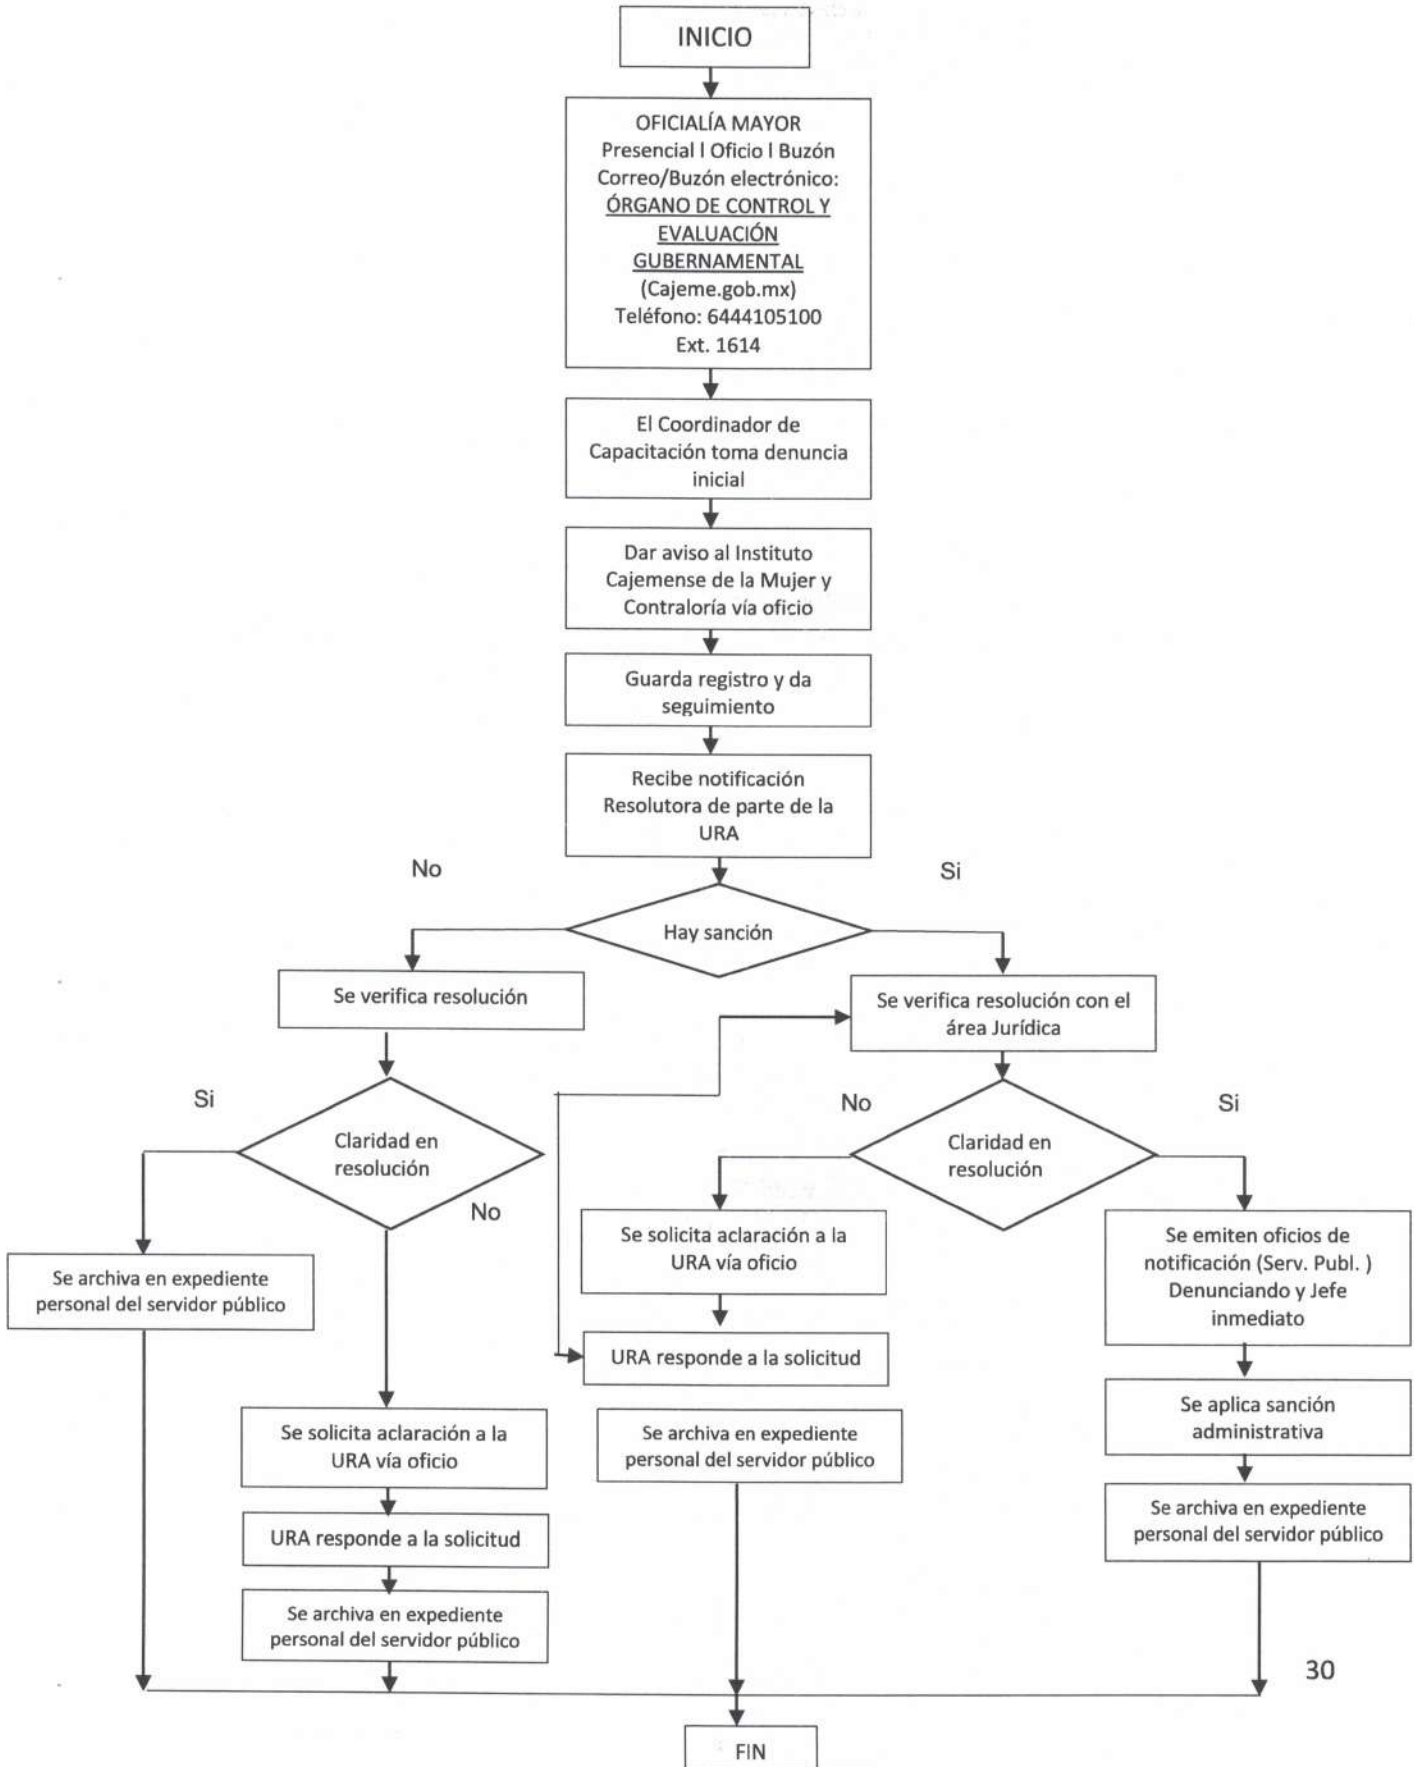 INICIO
OFICIALÍA MAYOR
Presencial l Oficio l Buzón
Correo/Buzón electrónico:
ÓRGANO DE CONTROL Y
EVALUACIÓN
GUBERNAMENTAL
(Cajeme.gob.mx)
Teléfono: 6444105100
Ext. 1614
El Coordinador de
Capacitación toma denuncia
inicial
Dar aviso al Instituto
Cajemense de la Mujer y
Contraloría vía oficio
Guarda registro y da
seguimiento
Recibe notificación
Resolutora de parte de la
URA
No
Si
Hay sanción
Se verifica resolución
Se verifica resolución con el
área Jurídica
Si
Claridad en
resolución
No
No
Claridad en
resolución
Si
Se archiva en expediente
personal del servidor público
Se solicita aclaración a la
URA vía oficio
URA responde a la solicitud
Se archiva en expediente
personal del servidor público
Se solicita aclaración a la
URA vía oficio
URA responde a la solicitud
Se archiva en expediente
personal del servidor público
Se emiten oficios de
notificación (Serv. Publ. )
Denunciando y Jefe
inmediato
Se aplica sanción
administrativa
Se archiva en expediente
personal del servidor público
30
FIN